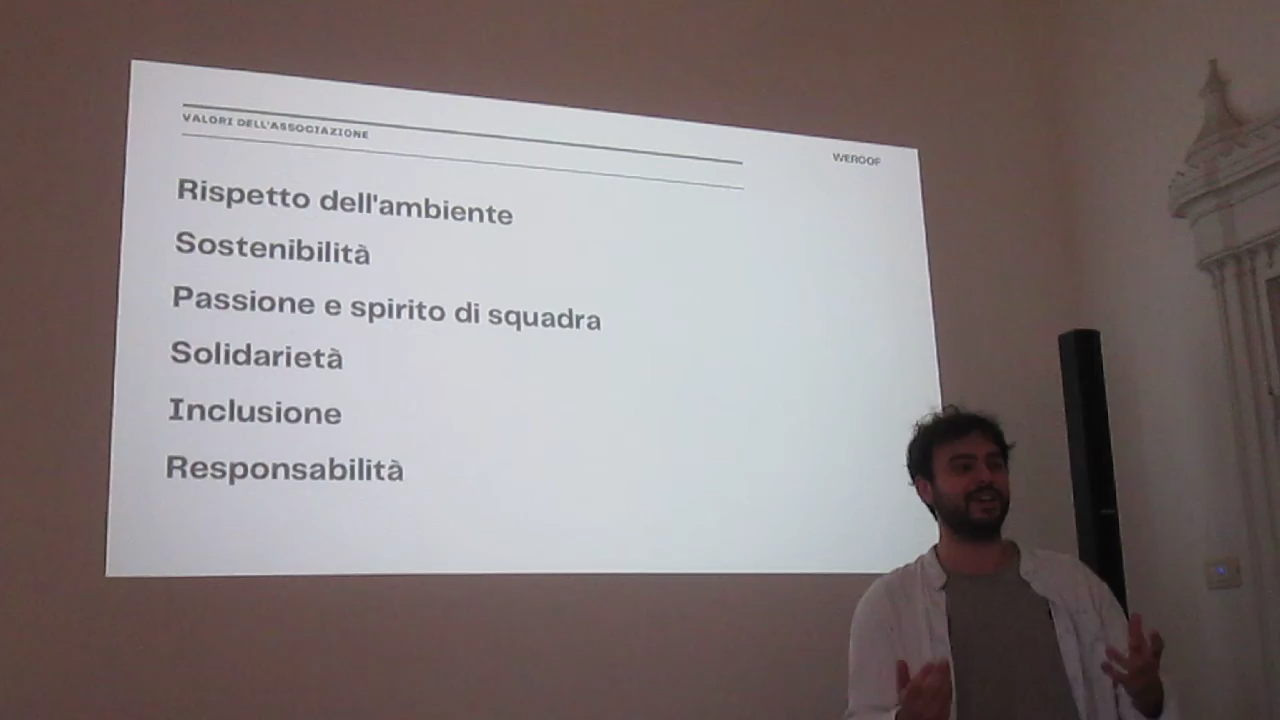 VALORI DELL'ASSOCIAZIONE
WEROOF
Rispetto dell'ambiente
Sostenibilità
Passione e spirito di squadra
Solidarietà
Inclusione
Responsabilità